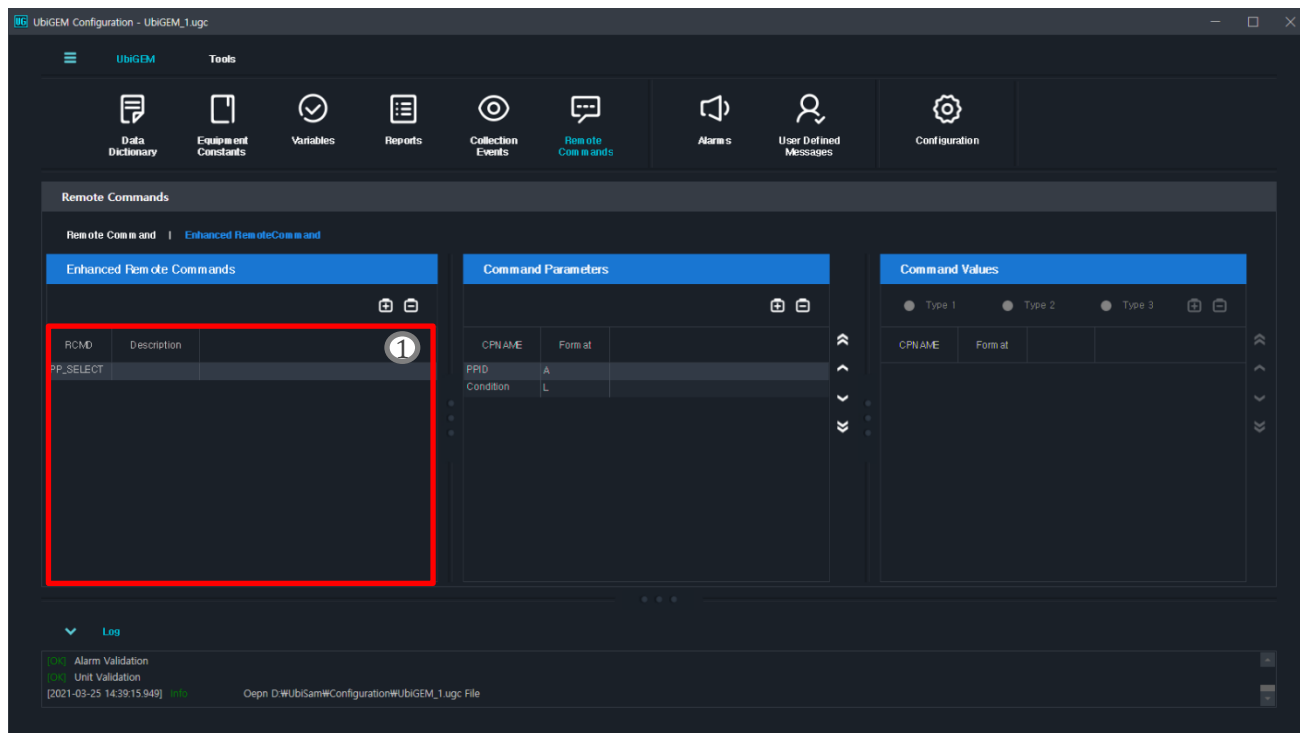 UG UbiGEM Configuration - UbiGEM_1.ugc
UbiGEM Tools
Data Dictionary
Equipment Constants
Variables
Reports
Collection Events
Remote Commands
Alarms
User Defined Messages
Configuration
Remote Commands
Remote Command | Enhanced RemoteCommand
Enhanced Remote Commands
RCMD Description
①
PP_SELECT
Command Parameters
CPNAME Format
PPID A
Condition L
Command Values
Type 1 Type 2 Type 3
CPNAME Format
Log
[OK] Alarm Validation
[OK] Unit Validation
[2021-03-25 14:39:15.949] Info Oepn D:₩UbiSam₩Configuration₩UbiGEM_1.ugc File